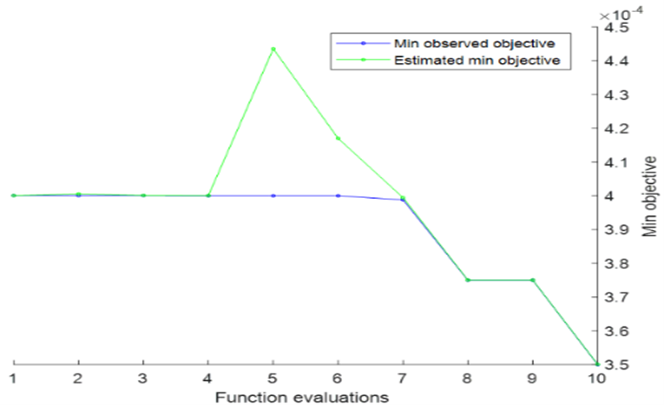 ×10⁻⁴
Min observed objective
Estimated min objective
4.5
4.4
4.3
4.2
4.1
4
3.9
3.8
3.7
3.6
3.5
Min objective
1 2 3 4 5 6 7 8 9 10
Function evaluations